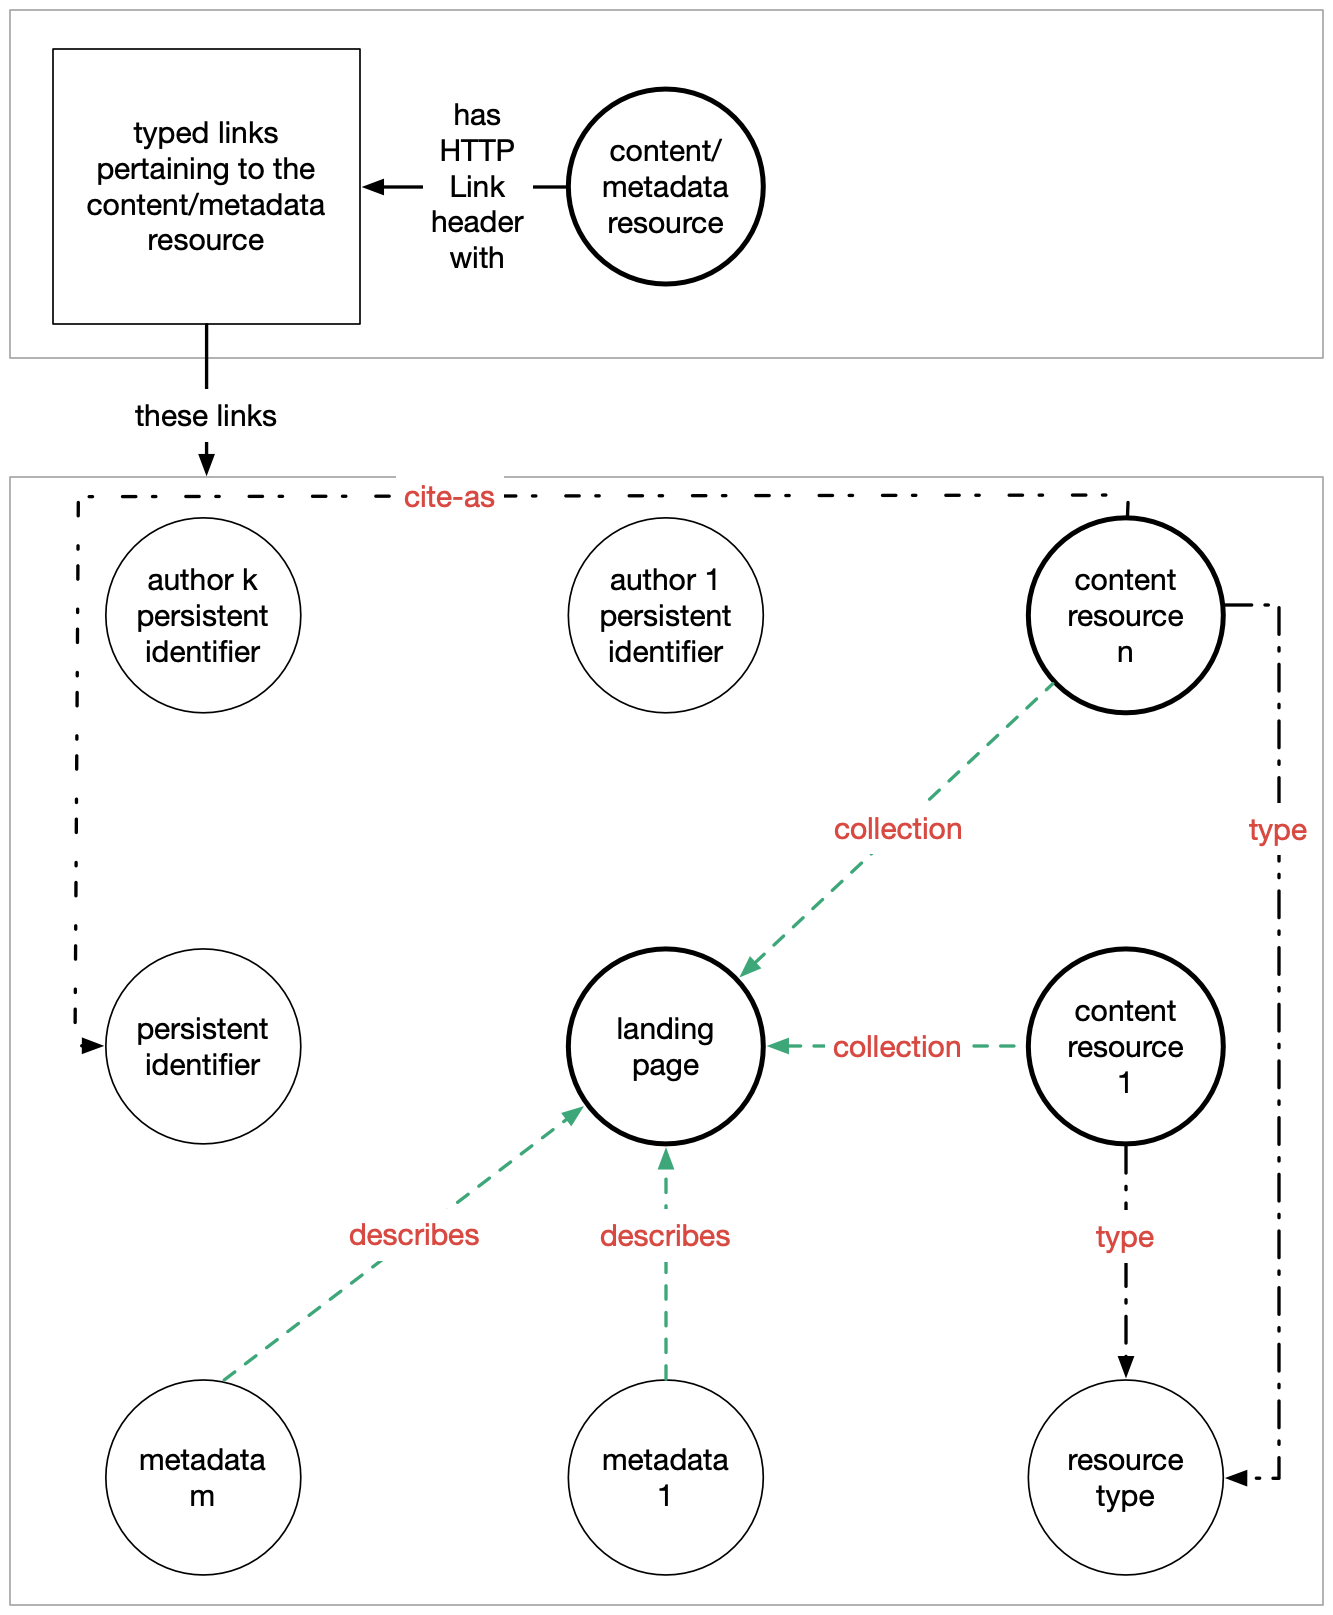 typed links
pertaining to the
content/metadata
resource
has
HTTP
Link
header
with
content/
metadata
resource
these links
cite-as
author k
persistent
identifier
author 1
persistent
identifier
content
resource
n
collection
type
persistent
identifier
landing
page
collection
content
resource
1
describes
describes
type
metadata
m
metadata
1
resource
type